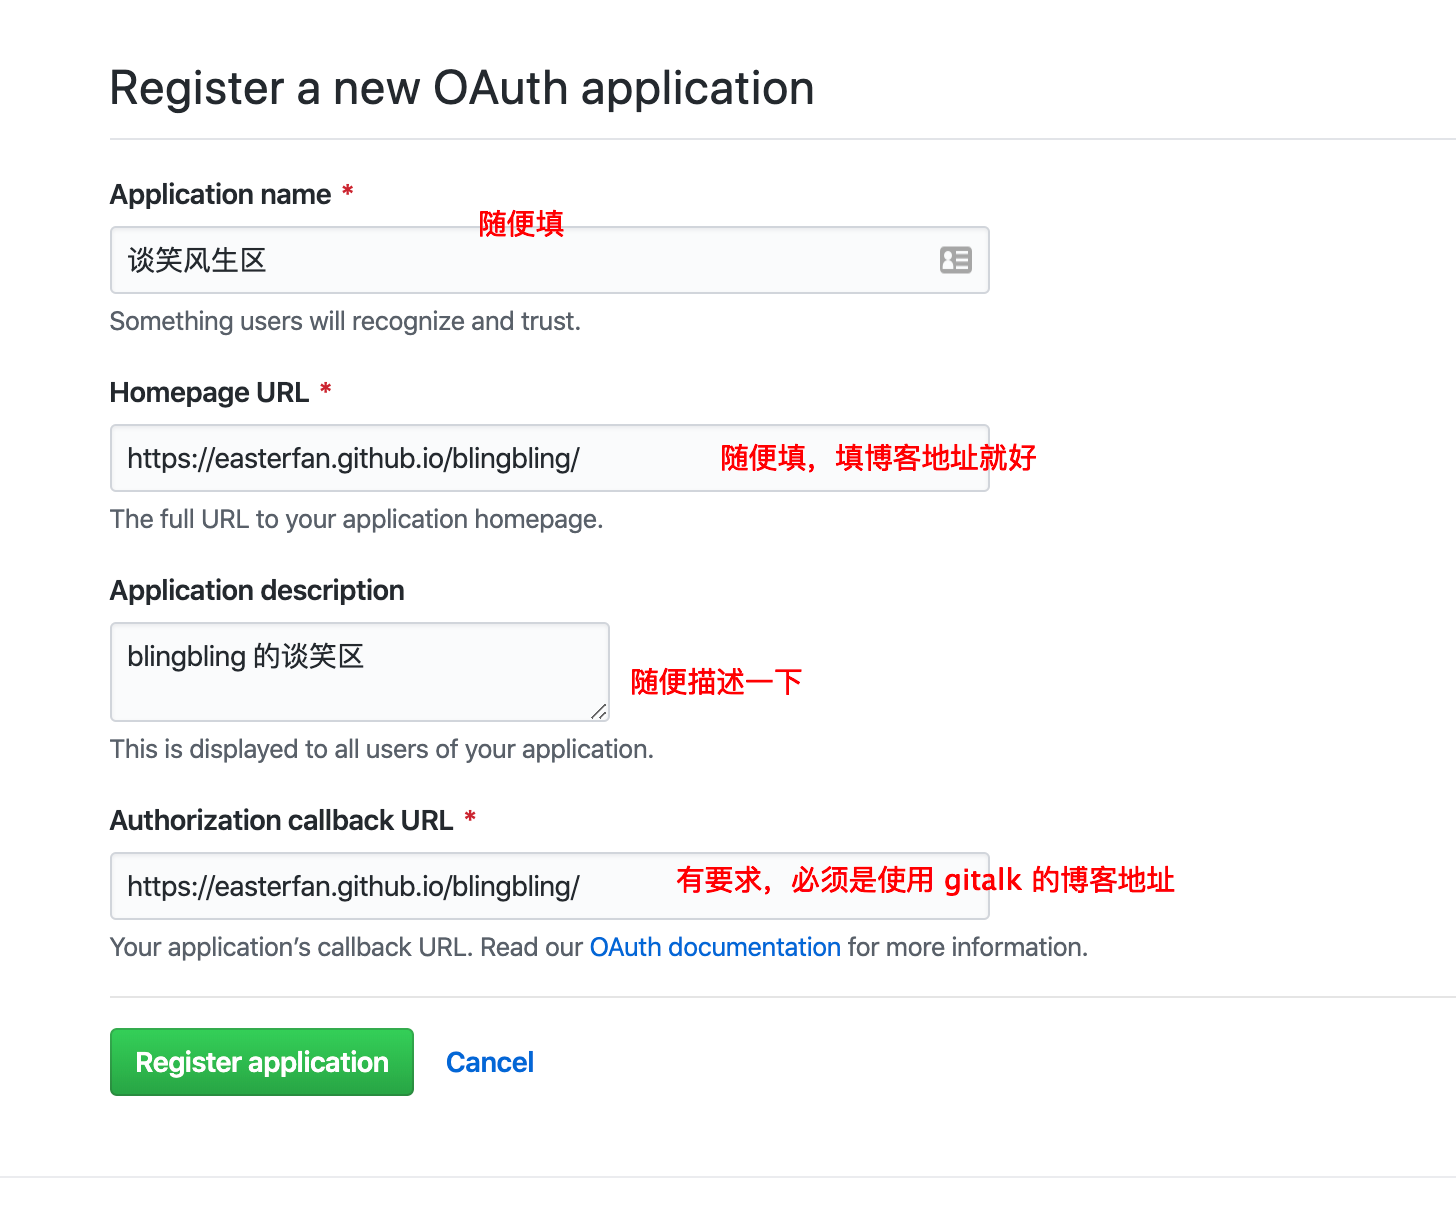 Register a new OAuth application
Application name *
随便填
谈笑风生区
Something users will recognize and trust.
Homepage URL *
https://easterfan.github.io/blingbling/
随便填，填博客地址就好
The full URL to your application homepage.
Application description
blingbling 的谈笑区
随便描述一下
This is displayed to all users of your application.
Authorization callback URL *
https://easterfan.github.io/blingbling/
有要求，必须是使用 gitalk 的博客地址
Your application’s callback URL. Read our OAuth documentation for more information.
Register application
Cancel